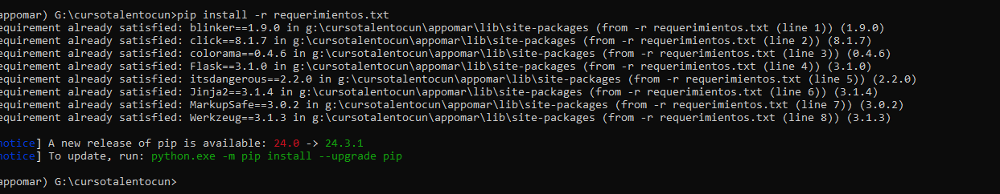 appomar) G:\cursotalentocun>pip install -r requerimientos.txt
equirement already satisfied: blinker==1.9.0 in g:\cursotalentocun\appomar\lib\site-packages (from -r requerimientos.txt (line 1)) (1.9.0)
equirement already satisfied: click==8.1.7 in g:\cursotalentocun\appomar\lib\site-packages (from -r requerimientos.txt (line 2)) (8.1.7)
equirement already satisfied: colorama==0.4.6 in g:\cursotalentocun\appomar\lib\site-packages (from -r requerimientos.txt (line 3)) (0.4.6)
equirement already satisfied: Flask==3.1.0 in g:\cursotalentocun\appomar\lib\site-packages (from -r requerimientos.txt (line 4)) (3.1.0)
equirement already satisfied: itsdangerous==2.2.0 in g:\cursotalentocun\appomar\lib\site-packages (from -r requerimientos.txt (line 5)) (2.2.0)
equirement already satisfied: Jinja2==3.1.4 in g:\cursotalentocun\appomar\lib\site-packages (from -r requerimientos.txt (line 6)) (3.1.4)
equirement already satisfied: MarkupSafe==3.0.2 in g:\cursotalentocun\appomar\lib\site-packages (from -r requerimientos.txt (line 7)) (3.0.2)
equirement already satisfied: Werkzeug==3.1.3 in g:\cursotalentocun\appomar\lib\site-packages (from -r requerimientos.txt (line 8)) (3.1.3)
notice] A new release of pip is available: 24.0 -> 24.3.1
notice] To update, run: python.exe -m pip install --upgrade pip
appomar) G:\cursotalentocun>